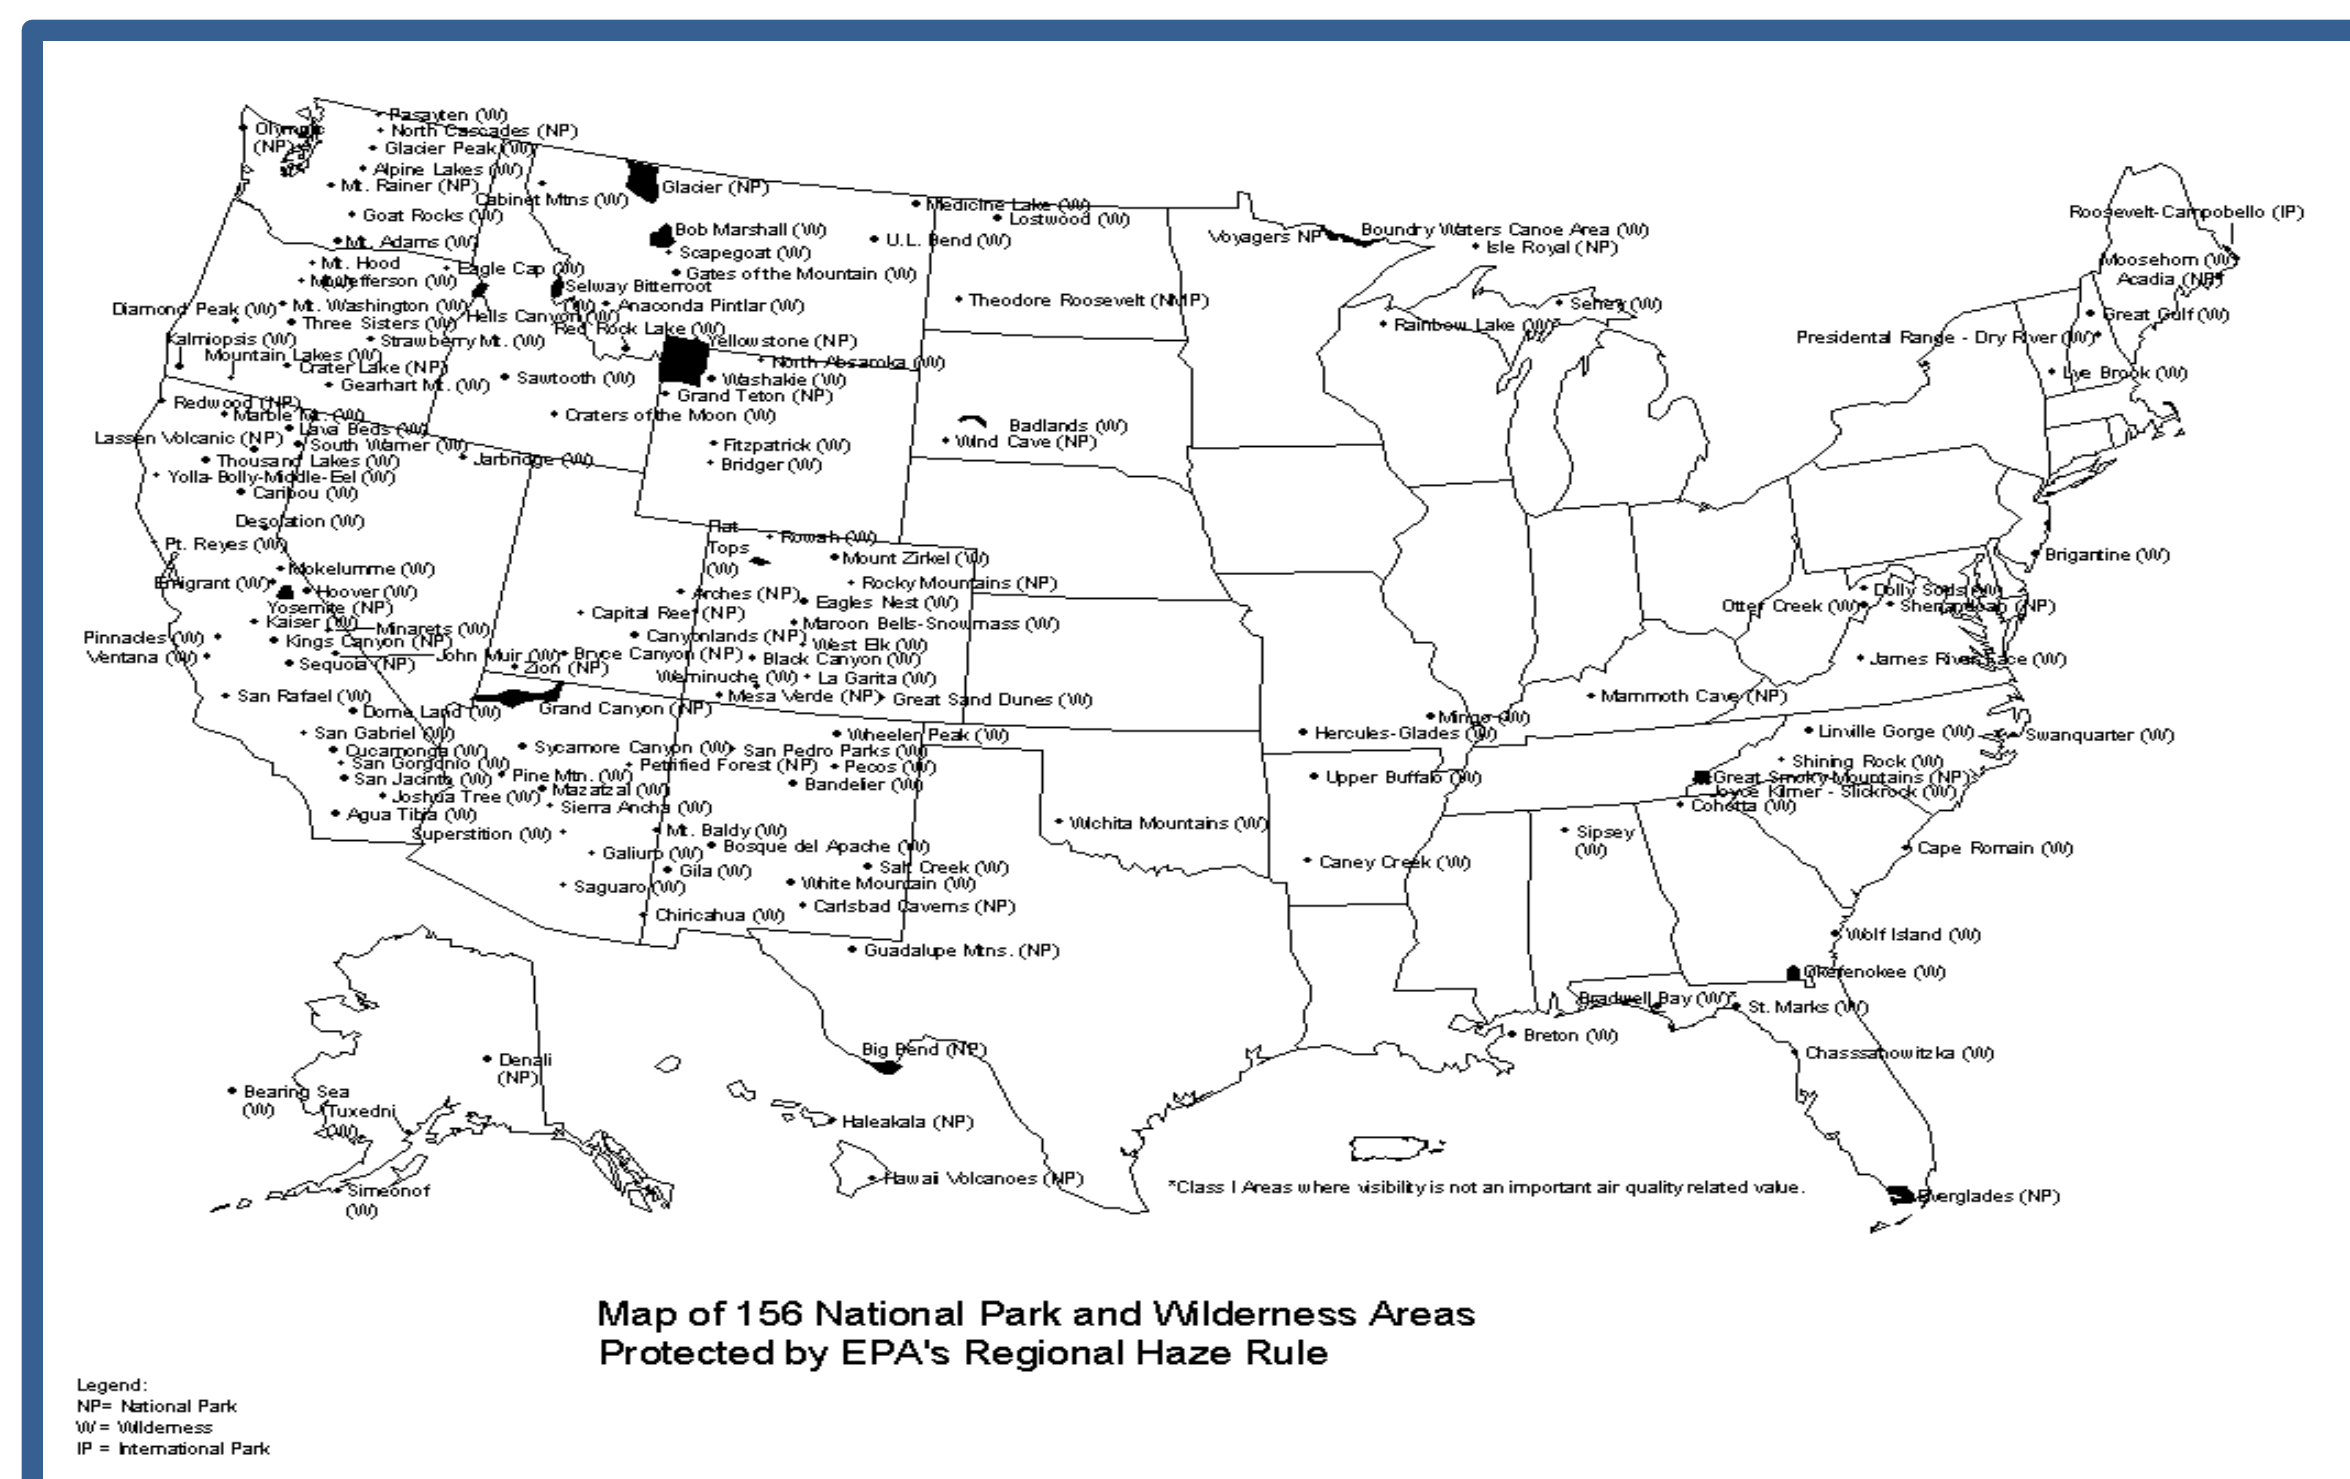 Pasayten (W)
North Cascades (NP)
Glacier Peak (W)
Olympic
(NP)
Alpine Lakes (W)
Mt. Rainer (NP)
Goat Rocks (W)
Mt. Adams (W)
Cabinet Mtns (W)
Glacier (NP)
Bob Marshall (W)
Scapegoat (W)
Gates of the Mountain (W)
Medicine Lake (W)
Lostwood (W)
U.L. Bend (W)
Voyagers NP
Boundry Waters Canoe Area (W)
Isle Royal (NP)
Roosevelt-Campobello (IP)
Moosehorn (W)
Acadia (NP)
Mt. Hood
Mt. Jefferson (W)
Eagle Cap (W)
Selway Bitterroot
(W)
Anaconda Pintlar (W)
Diamond Peak (W)
Mt. Washington (W)
Hells Canyon (W)
Three Sisters (W)
Red Rock Lake (W)
Theodore Roosevelt (NMP)
Seney (W)
Rainbow Lake (W)*
Great Gulf (W)
Presidental Range - Dry River (W)
Lye Brook (W)
Kalmiopsis (W)
Strawberry Mt. (W)
Yellowstone (NP)
Mountain Lakes (W)
Crater Lake (NP)
North Absaroka (W)
Gearhart Mt. (W)
Sawtooth (W)
Washakie (W)
Grand Teton (NP)
Redwood (NP)
Marble Mt. (W)
Craters of the Moon (W)
Lava Beds (W)
Badlands (W)
Wind Cave (NP)
Lassen Volcanic (NP)
South Warner (W)
Fitzpatrick (W)
Thousand Lakes (W)
Jarbridge (W)
Bridger (W)
Yolla-Bolly-Middle-Eel (W)
Caribou (W)
Desolation (W)
Pt. Reyes (W)
Flat
Tops
(W)
Rawah (W)
Mount Zirkel (W)
Mokelumme (W)
Emigrant (W)
Hoover (W)
Yosemite (NP)
Arches (NP)
Rocky Mountains (NP)
Eagles Nest (W)
Capital Reef (NP)
Maroon Bells-Snowmass (W)
Brigantine (W)
Dolly Sods (W)
Otter Creek (W)
Shenandoah (NP)
Kaiser (W)
Minarets (W)
Pinnacles (W)
Kings Canyon (NP)
Canyonlands (NP)
West Elk (W)
Ventana (W)
John Muir (W)
Bryce Canyon (NP)
Black Canyon (W)
Sequoia (NP)
Zion (NP)
Weminuche (W)
La Garita (W)
James River Face (W)
San Rafael (W)
Dome Land (W)
Grand Canyon (NP)
Mesa Verde (NP)
Great Sand Dunes (W)
Mammoth Cave (NP)
Mingo (W)
Hercules-Glades (W)
San Gabriel (W)
Wheeler Peak (W)
Linville Gorge (W)
Swanquarter (W)
Cucamonga (W)
Sycamore Canyon (W)
San Pedro Parks (W)
San Gorgonio (W)
Petrified Forest (NP)
Pecos (W)
Shining Rock (W)
San Jacinto (W)
Pine Mtn. (W)
Mazatzal (W)
Bandelier (W)
Upper Buffalo (W)
Great Smoky Mountains (NP)
Joyce Kilmer - Slickrock (W)
Cohotta (W)
Joshua Tree (W)
Sierra Ancha (W)
Agua Tibia (W)
Superstition (W)
Mt. Baldy (W)
Wichita Mountains (W)
Sipsey
(W)
Galiuro (W)
Bosque del Apache (W)
Cape Romain (W)
Gila (W)
Salt Creek (W)
Caney Creek (W)
Saguaro (W)
White Mountain (W)
Chiricahua (W)
Carlsbad Caverns (NP)
Guadalupe Mtns. (NP)
Wolf Island (W)
Okefenokee (W)
Bradwell Bay (W)*
St. Marks (W)
Breton (W)
Chasssahowitzka (W)
Big Bend (NP)
Denali
(NP)
Bearing Sea
(W)
Tuxedni
(W)
Simeonof
(W)
Haleakala (NP)
Hawaii Volcanoes (NP)
*Class I Areas where visibility is not an important air quality related value.
Everglades (NP)
Map of 156 National Park and Wilderness Areas
Protected by EPA's Regional Haze Rule
Legend:
NP= National Park
W= Wilderness
IP = International Park